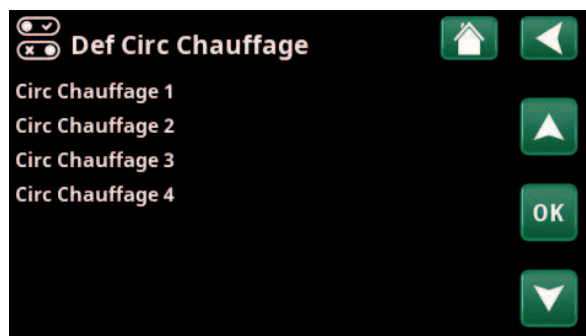 Def Circ Chauffage
Circ Chauffage 1
Circ Chauffage 2
Circ Chauffage 3
Circ Chauffage 4
OK